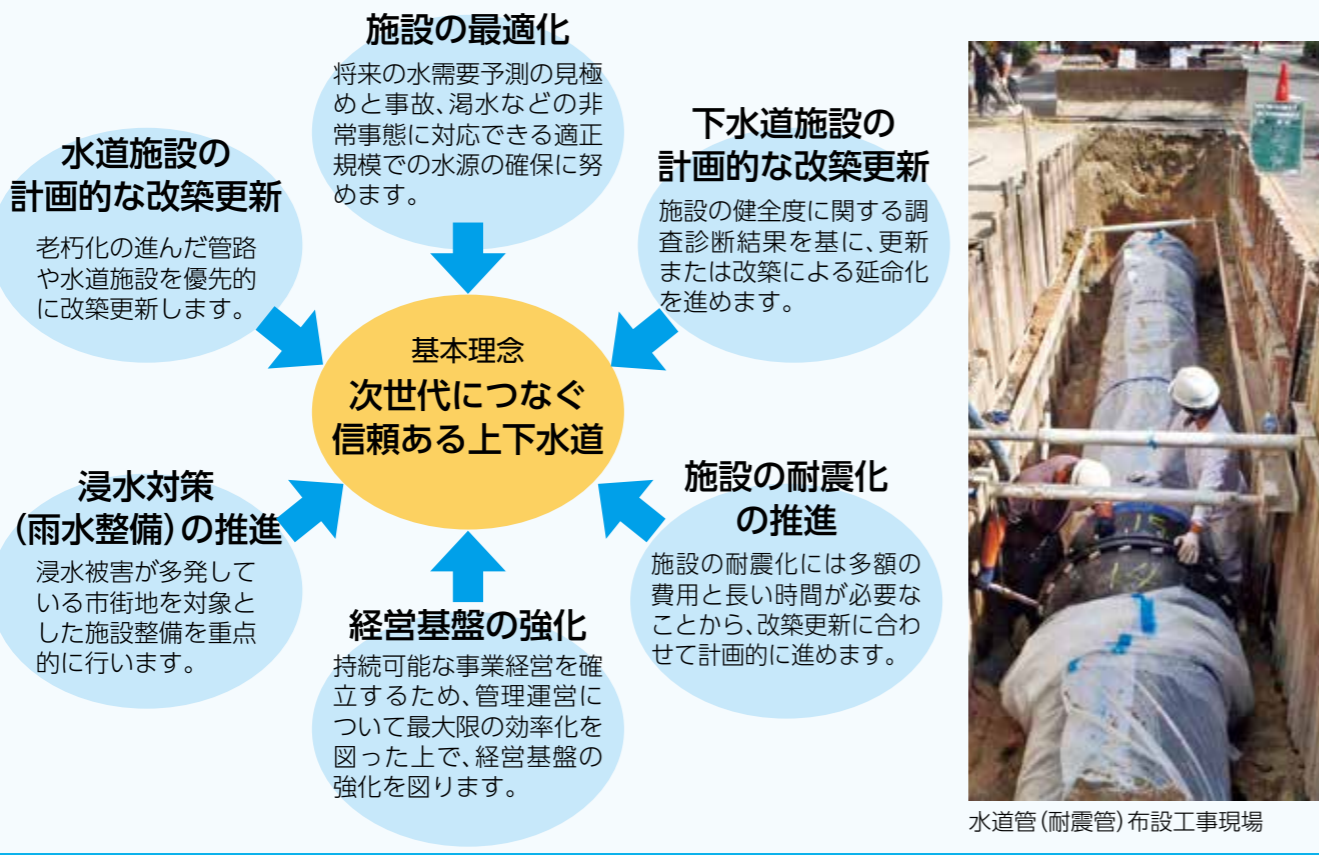 施設の最適化
将来の水需要予測の見極
めと事故、渇水などの非
常事態に対応できる適正
規模での水源の確保に努
めます。
水道施設の
計画的な改築更新
老朽化の進んだ管路
や水道施設を優先的
に改築更新します。
下水道施設の
計画的な改築更新
施設の健全度に関する調
査診断結果を基に、更新
または改築による延命化
を進めます。
基本理念
次世代につなぐ
信頼ある上下水道
浸水対策
(雨水整備)の推進
浸水被害が多発して
いる市街地を対象と
した施設整備を重点
的に行います。
施設の耐震化
の推進
施設の耐震化には多額の
費用と長い時間が必要な
ことから、改築更新に合わ
せて計画的に進めます。
経営基盤の強化
持続可能な事業経営を確
立するため、管理運営に
ついて最大限の効率化を
図った上で、経営基盤の
強化を図ります。
水道管(耐震管)布設工事現場